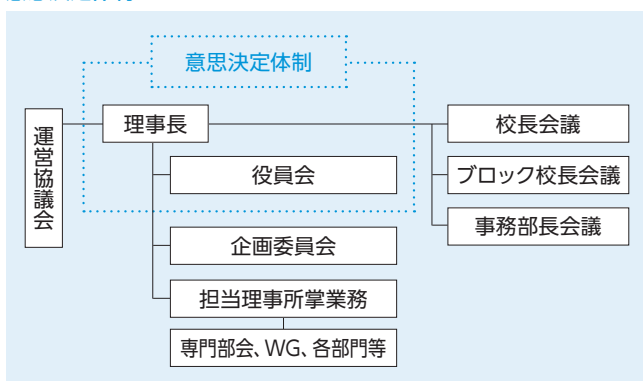 意思決定体制
運営協議会
理事長
役員会
企画委員会
担当理事所掌業務
専門部会、WG、各部門等
校長会議
ブロック校長会議
事務部長会議